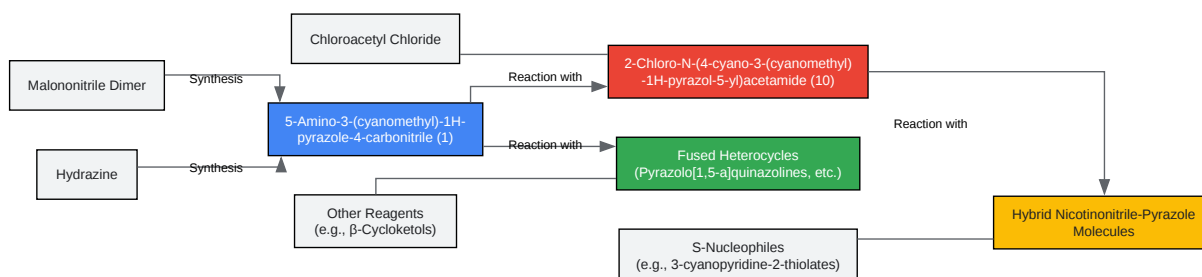 Chloroacetyl Chloride
Malononitrile Dimer
Synthesis
Reaction with
2-Chloro-N-(4-cyano-3-(cyanomethyl)
-1H-pyrazol-5-yl)acetamide (10)
5-Amino-3-(cyanomethyl)-1H-
pyrazole-4-carbonitrile (1)
Reaction with
Reaction with
Hydrazine
Synthesis
Fused Heterocycles
(Pyrazolo[1,5-a]quinazolines, etc.)
Other Reagents
(e.g., β-Cycloketols)
Hybrid Nicotinonitrile-Pyrazole
Molecules
S-Nucleophiles
(e.g., 3-cyanopyridine-2-thiolates)